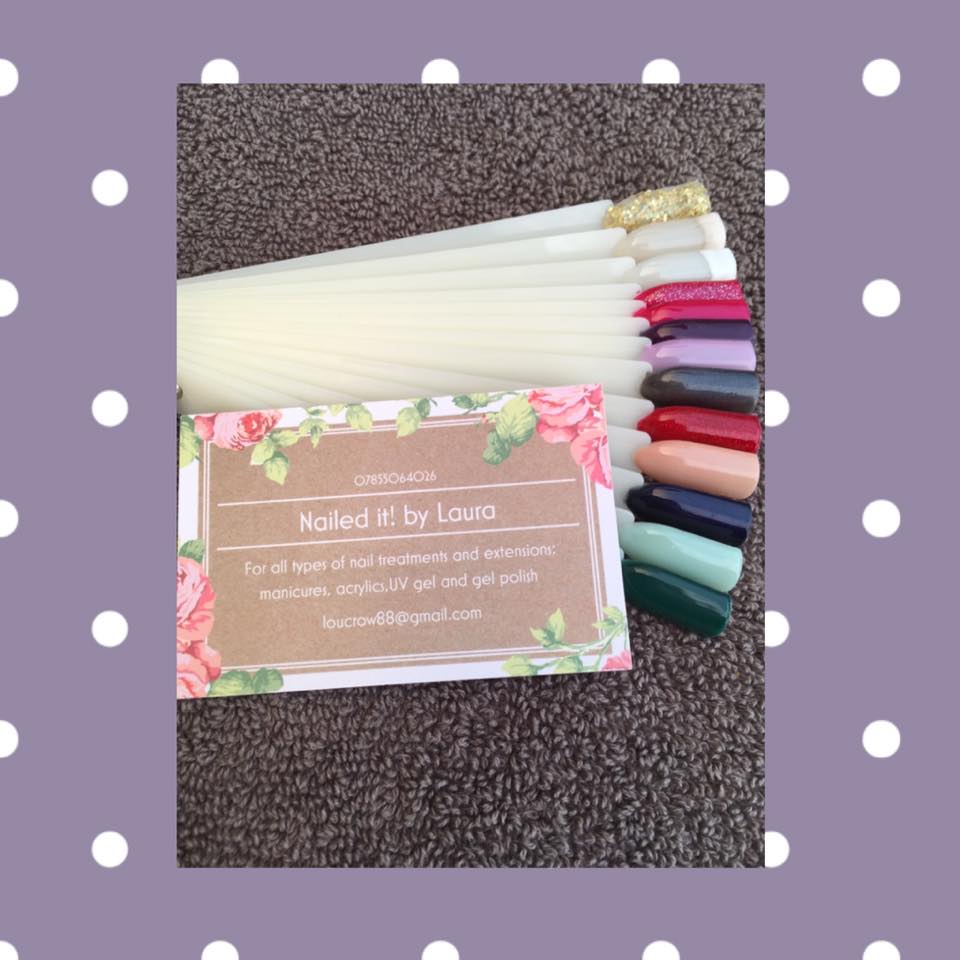 07853064026
Nailed it! by Laura
For all types of nail treatments and extensions:
manicures, acrylics,UV gel and gel polish
loucrow88@gmail.com